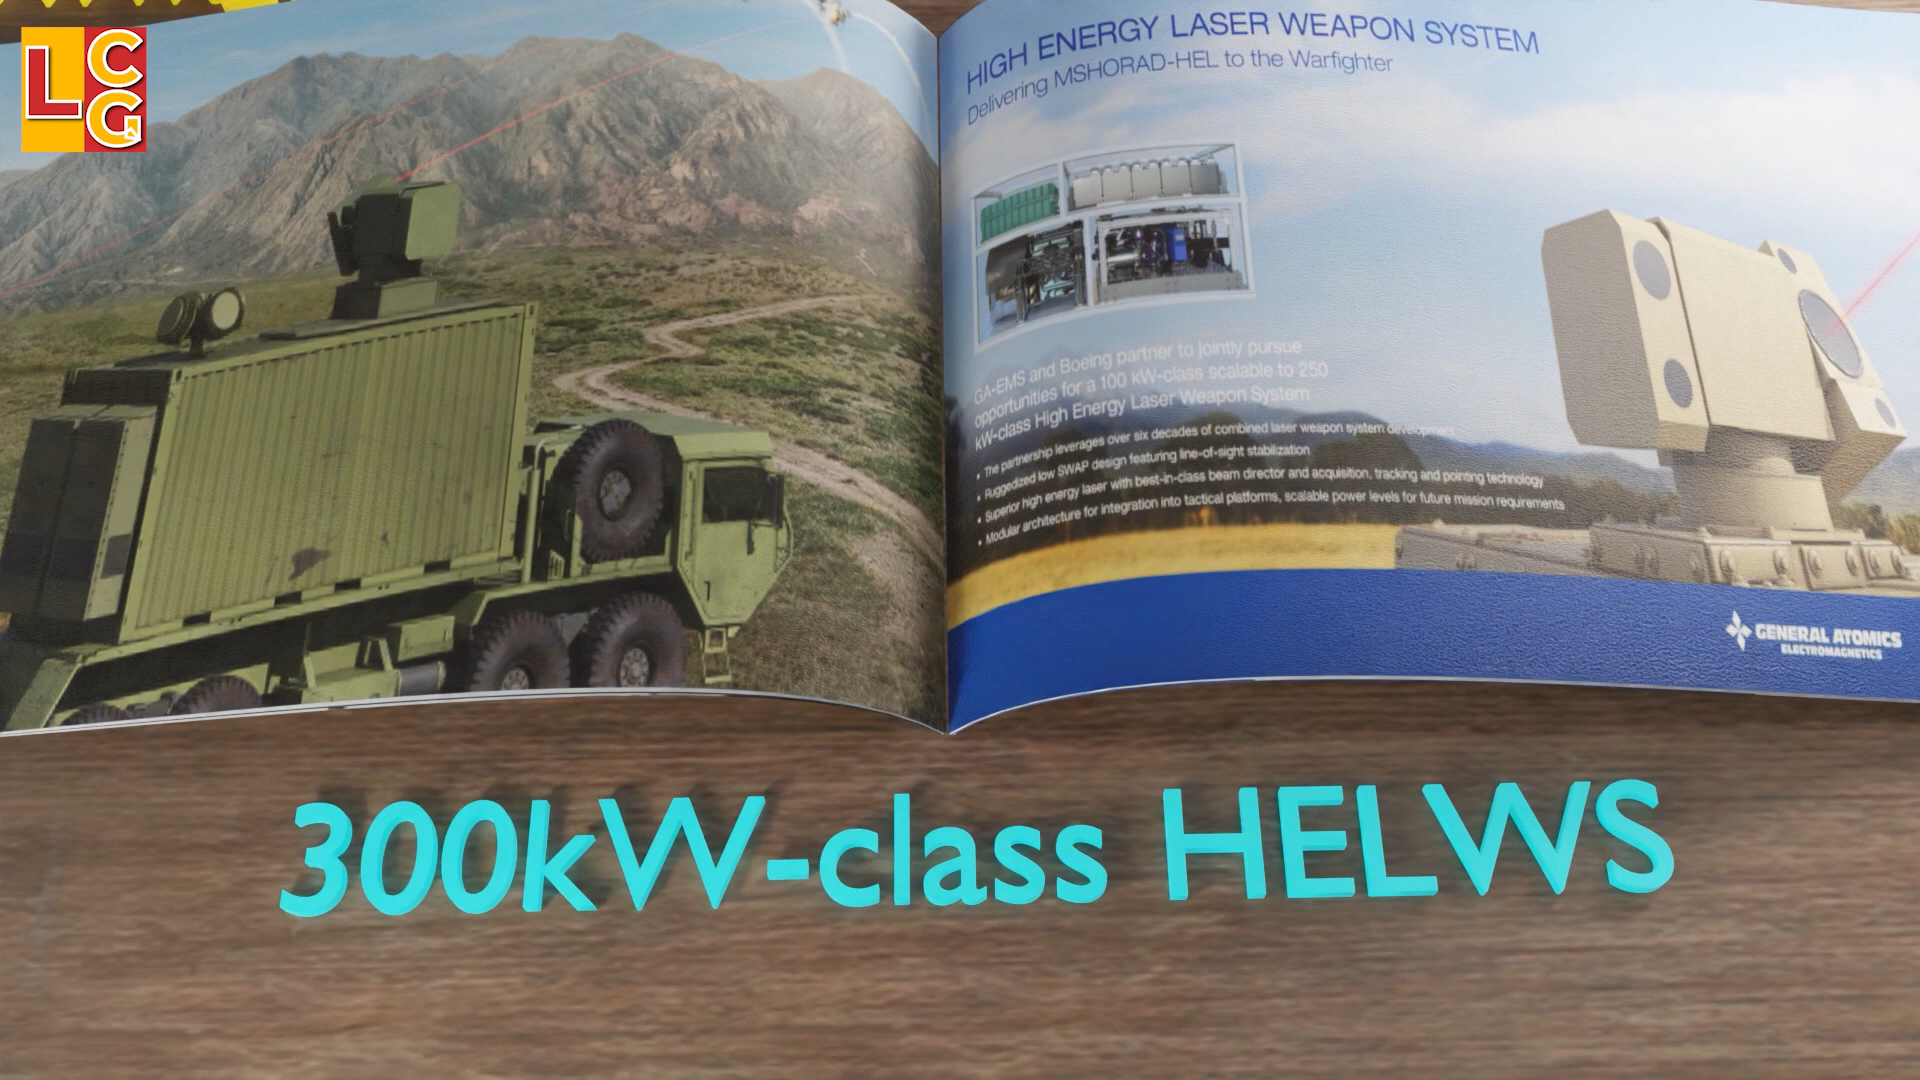 LCG
HIGH ENERGY LASER WEAPON SYSTEM
Delivering MSHORAD-HEL to the Warfighter
GA-EMS and Boeing partner to jointly pursue
opportunities for a 100 kW-class scalable to 250
kW-class High Energy Laser Weapon System
• The partnership leverages over six decades of combined laser weapon system development
• Ruggedized low SWAP design featuring line-of-sight stabilization
• Superior high energy laser with best-in-class beam director and acquisition, tracking and pointing technology
• Modular architecture for integration into tactical platforms, scalable power levels for future mission requirements
GENERAL ATOMICS
ELECTROMAGNETICS
300kW-class HELWS